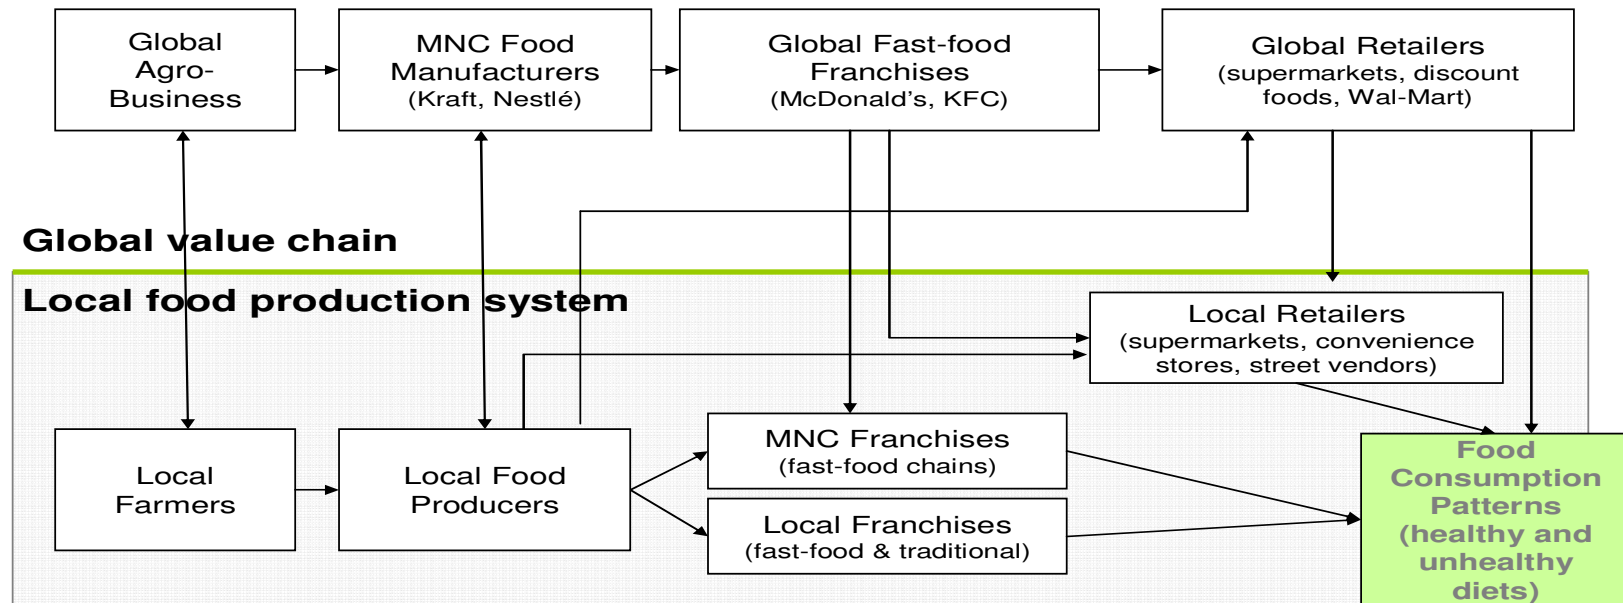 Global
Agro-
Business
MNC Food
Manufacturers
(Kraft, Nestlé)
Global Fast-food
Franchises
(McDonald's, KFC)
Global Retailers
(supermarkets, discount
foods, Wal-Mart)
Global value chain
Local food production system
Local Retailers
(supermarkets, convenience
stores, street vendors)
Local
Farmers
Local Food
Producers
MNC Franchises
(fast-food chains)
Local Franchises
(fast-food & traditional)
Food
Consumption
Patterns
(healthy and
unhealthy
diets)